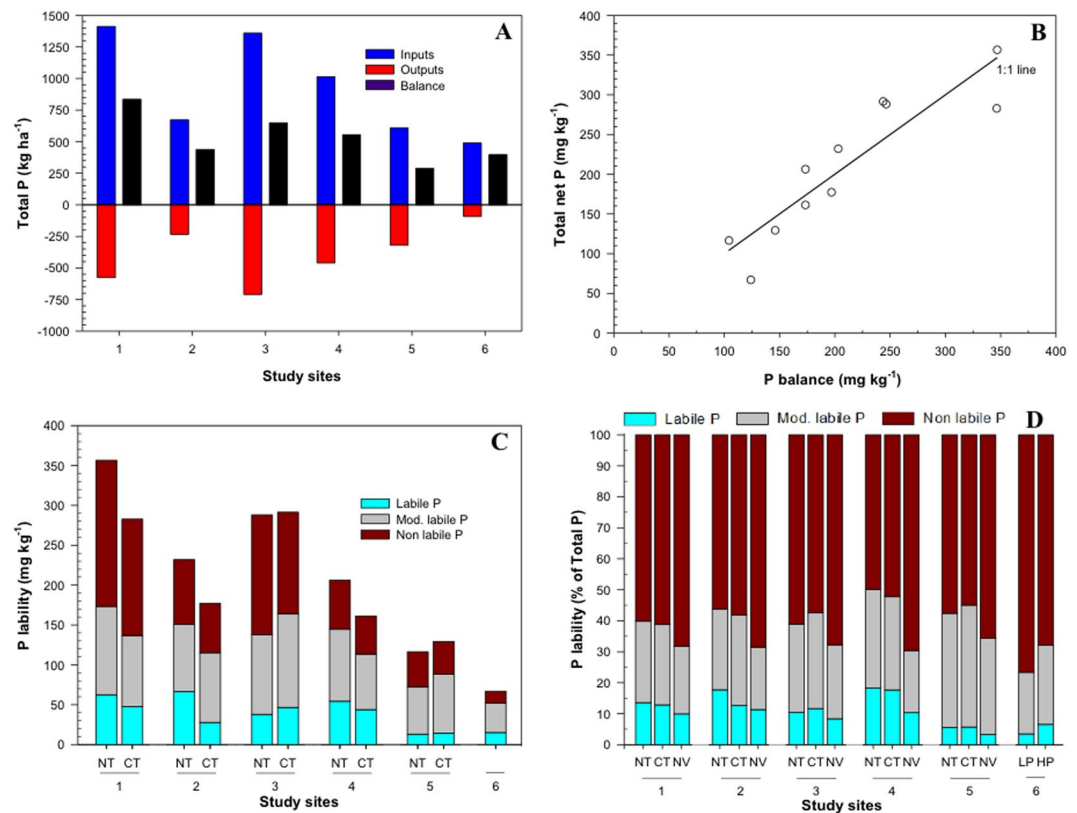 A
1500
1250
1000
750
500
250
0
-250
-500
-750
-1000
Total P (kg ha-1)
Inputs
Outputs
Balance
1 2 3 4 5 6
Study sites
B
400
350
300
250
200
150
100
50
0
Total net P (mg kg-1)
1:1 line
0 50 100 150 200 250 300 350 400
P balance (mg kg-1)
C
400
350
300
250
200
150
100
50
0
P lability (mg kg-1)
Labile P
Mod. labile P
Non labile P
NT CT NT CT NT CT NT CT NT CT
1 2 3 4 5 6
Study sites
Labile P Mod. labile P Non labile P
D
100
90
80
70
60
50
40
30
20
10
0
P lability (% of Total P)
NT CT NV NT CT NV NT CT NV NT CT NV NT CT NV LP HP
1 2 3 4 5 6
Study sites